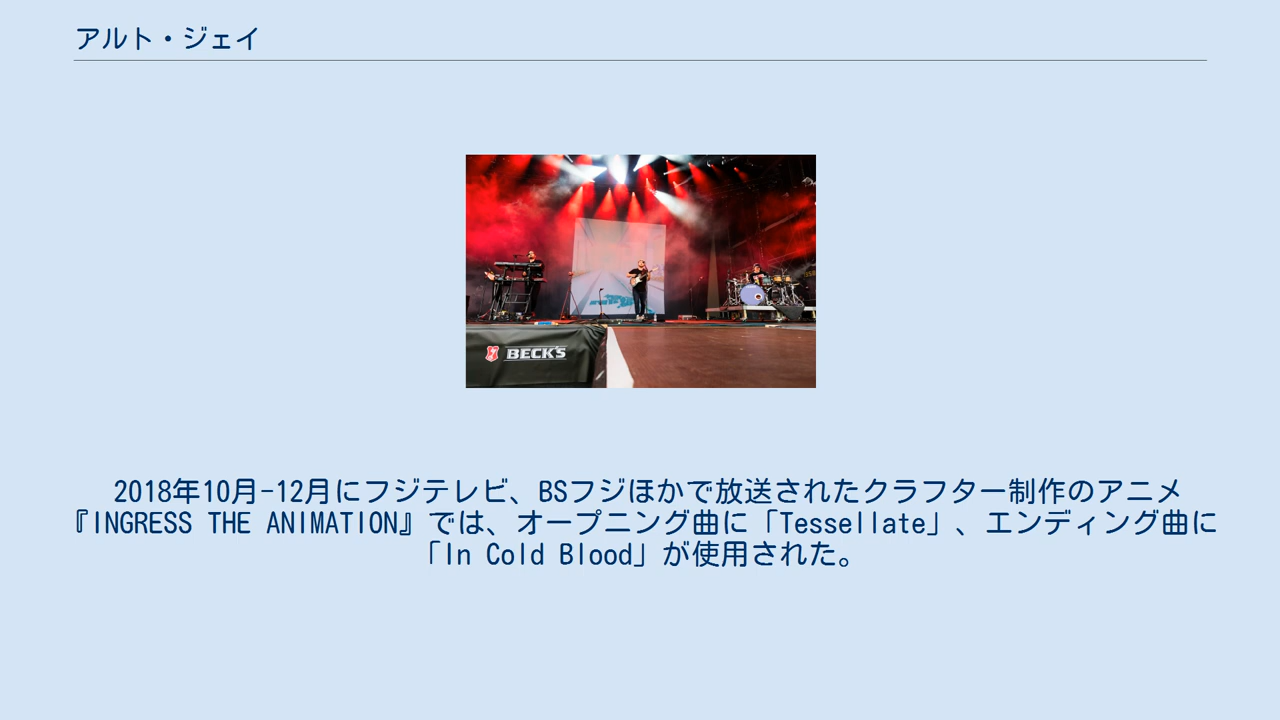 アルト・ジェイ
BECK'S
2018年10月-12月にフジテレビ、BSフジほかで放送されたクラフター制作のアニメ
『INGRESS THE ANIMATION』では、オープニング曲に「Tessellate」、エンディング曲に
「In Cold Blood」が使用された。